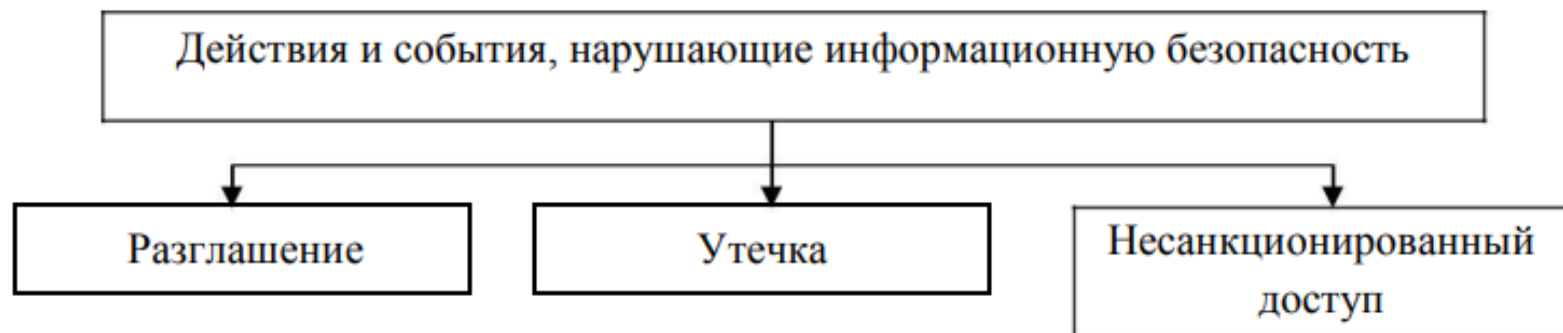 Действия и события, нарушающие информационную безопасность
Разглашение
Утечка
Несанкционированный
доступ